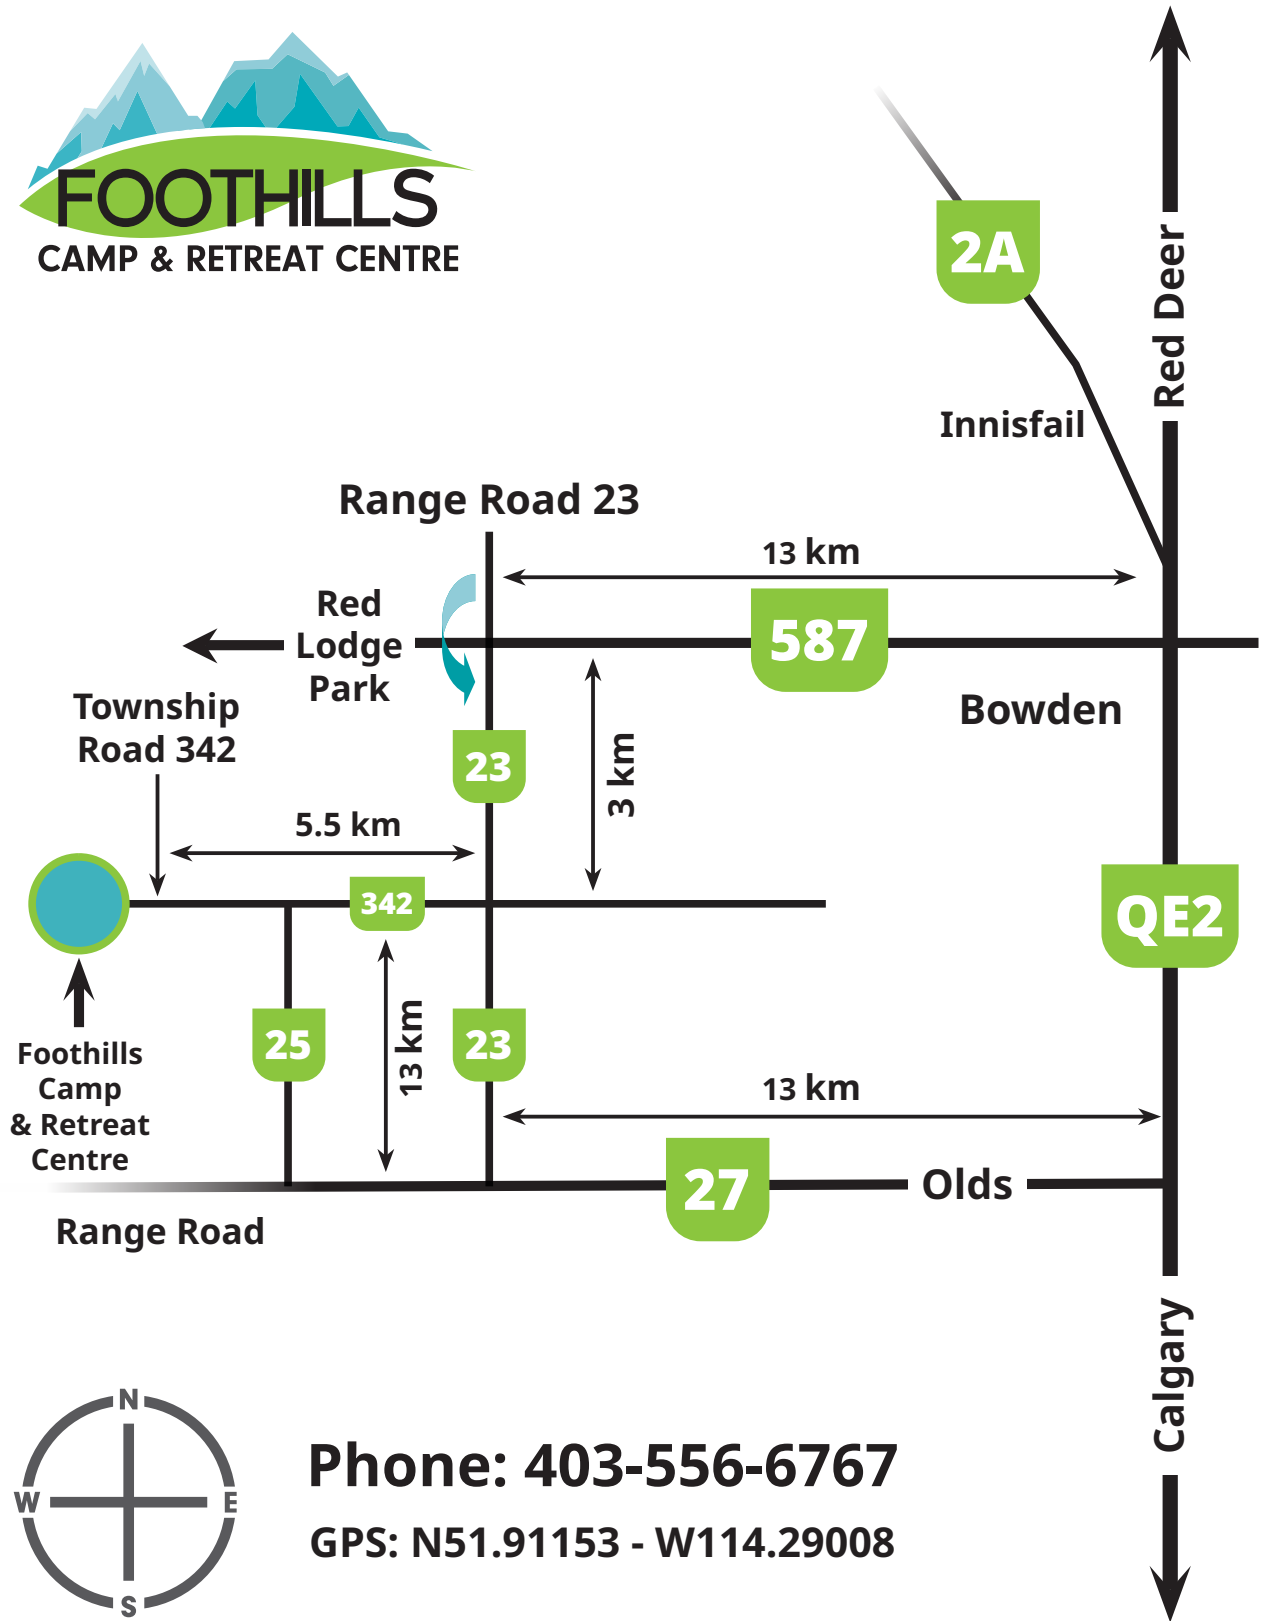 FOOTHILLS
CAMP & RETREAT CENTRE
2A
Red Deer
Innisfail
Range Road 23
13 km
Red
Lodge
Park
587
Township
Road 342
Bowden
23
3 km
5.5 km
342
QE2
25
13 km
23
Foothills
Camp
& Retreat
Centre
13 km
27
Olds
Range Road
Calgary
N
W
E
S
Phone: 403-556-6767
GPS: N51.91153 - W114.29008